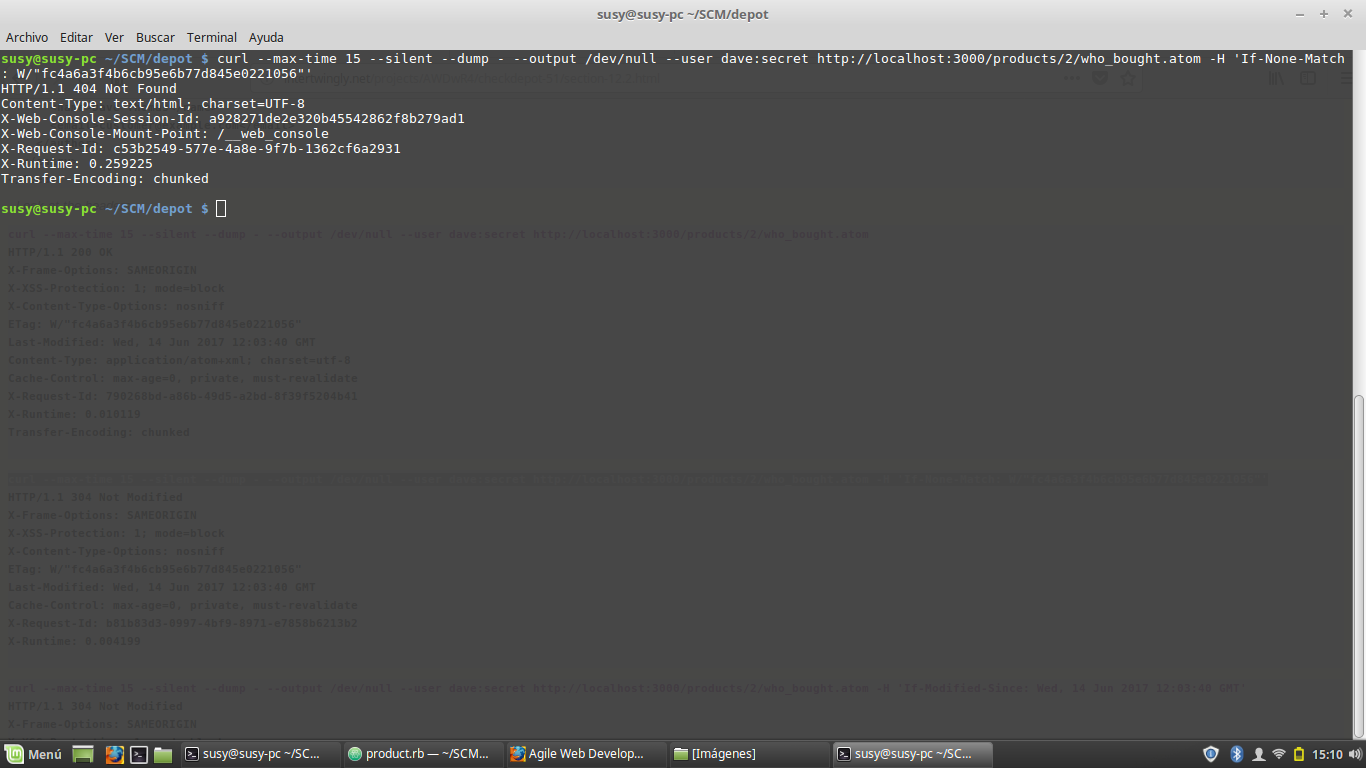 susy@susy-pc ~/SCM/depot
Archivo Editar Ver Buscar Terminal Ayuda
susy@susy-pc ~/SCM/depot $ curl --max-time 15 --silent --dump - --output /dev/null --user dave:secret http://localhost:3000/products/2/who_bought.atom -H 'If-None-Match
: W/"fc4a6a3f4b6cb95e6b77d845e0221056"'
HTTP/1.1 404 Not Found
Content-Type: text/html; charset=UTF-8
X-Web-Console-Session-Id: a928271de2e320b45542862f8b279ad1
X-Web-Console-Mount-Point: /__web_console
X-Request-Id: c53b2549-577e-4a8e-9f7b-1362cf6a2931
X-Runtime: 0.259225
Transfer-Encoding: chunked
susy@susy-pc ~/SCM/depot $
curl --max-time 15 --silent --dump - --output /dev/null --user dave:secret http://localhost:3000/products/2/who_bought.atom
HTTP/1.1 200 OK
X-Frame-Options: SAMEORIGIN
X-XSS-Protection: 1; mode=block
X-Content-Type-Options: nosniff
ETag: W/"fc4a6a3f4b6cb95e6b77d845e0221056"
Last-Modified: Wed, 14 Jun 2017 12:03:40 GMT
Content-Type: application/atom+xml; charset=utf-8
Cache-Control: max-age=0, private, must-revalidate
X-Request-Id:
X-Runtime: 0.010119
Transfer-Encoding: chunked
HTTP/1.1 304 Not Modified
X-Frame-Options: SAMEORIGIN
X-XSS-Protection: 1; mode=block
X-Content-Type-Options: nosniff
ETag: W/"fc4a6a3f4b6cb95e6b77d845e0221056"
Last-Modified: Wed, 14 Jun 2017 12:03:40 GMT
Cache-Control: max-age=0, private, must-revalidate
X-Request-Id:
X-Runtime: 0.004199
curl --max-time 15 --silent --dump - --output /dev/null --user dave:secret http://localhost:3000/products/2/who_bought.atom -H 'If-Modified-Since: Wed, 14 Jun 2017 12:03:40 GMT'
HTTP/1.1 304 Not Modified
X-Frame-Options: SAMEORIGIN
Menú susy@susy-pc ~/SC... product.rb — ~/SCM... Agile Web Develop... [Imágenes] susy@susy-pc ~/SC... 15:10